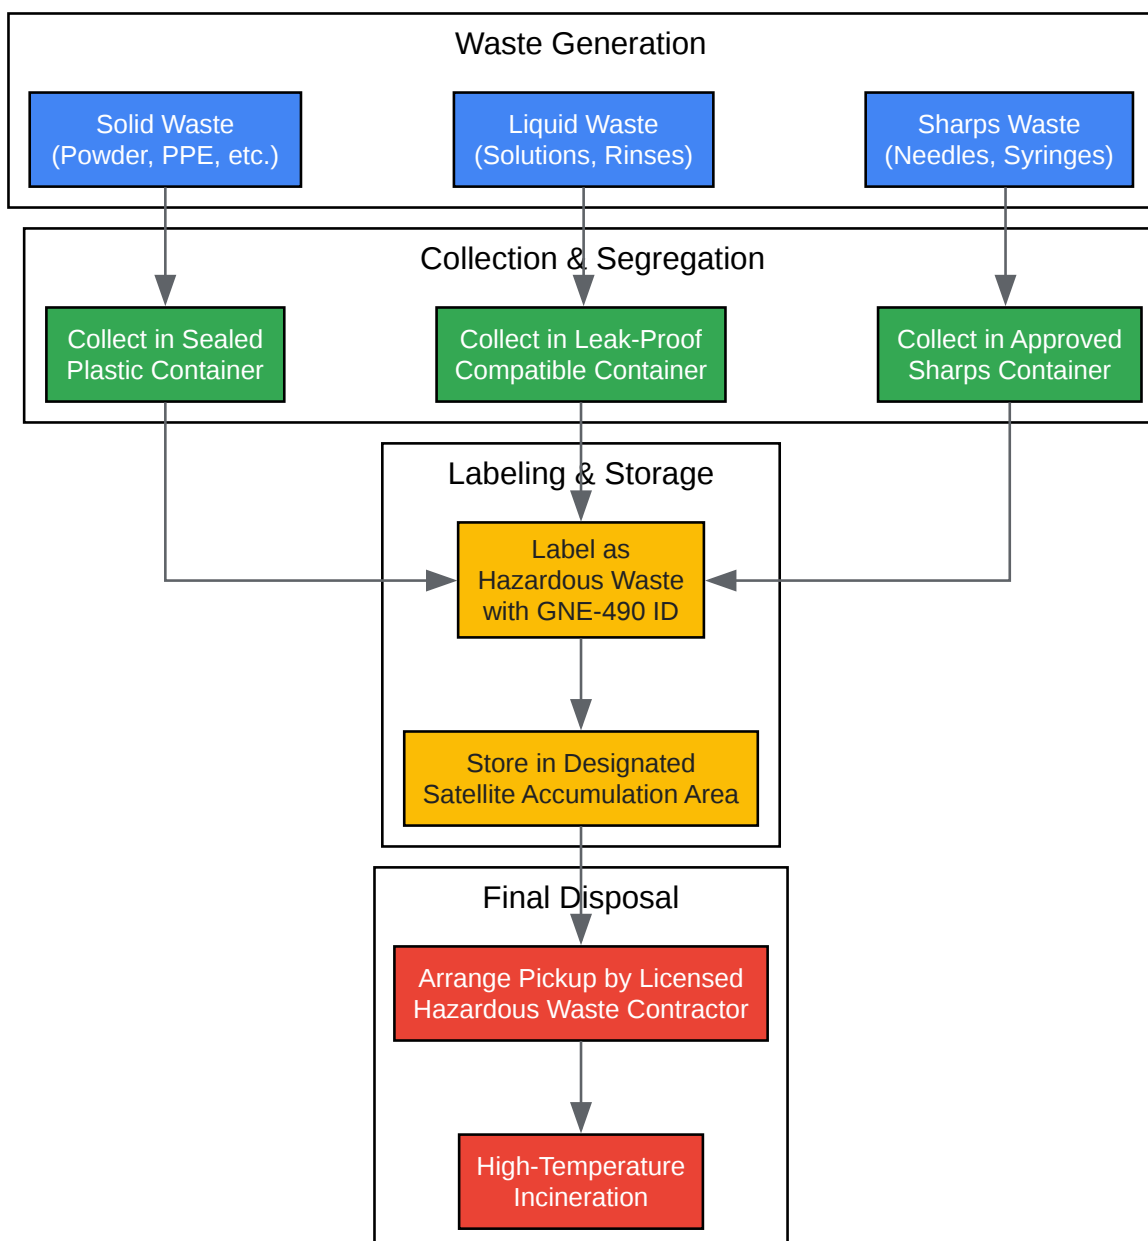 Waste Generation
Solid Waste
(Powder, PPE, etc.)
Liquid Waste
(Solutions, Rinses)
Sharps Waste
(Needles, Syringes)
Collection & Segregation
Collect in Sealed
Plastic Container
Collect in Leak-Proof
Compatible Container
Collect in Approved
Sharps Container
Labeling & Storage
Label as
Hazardous Waste
with GNE-490 ID
Store in Designated
Satellite Accumulation Area
Final Disposal
Arrange Pickup by Licensed
Hazardous Waste Contractor
High-Temperature
Incineration